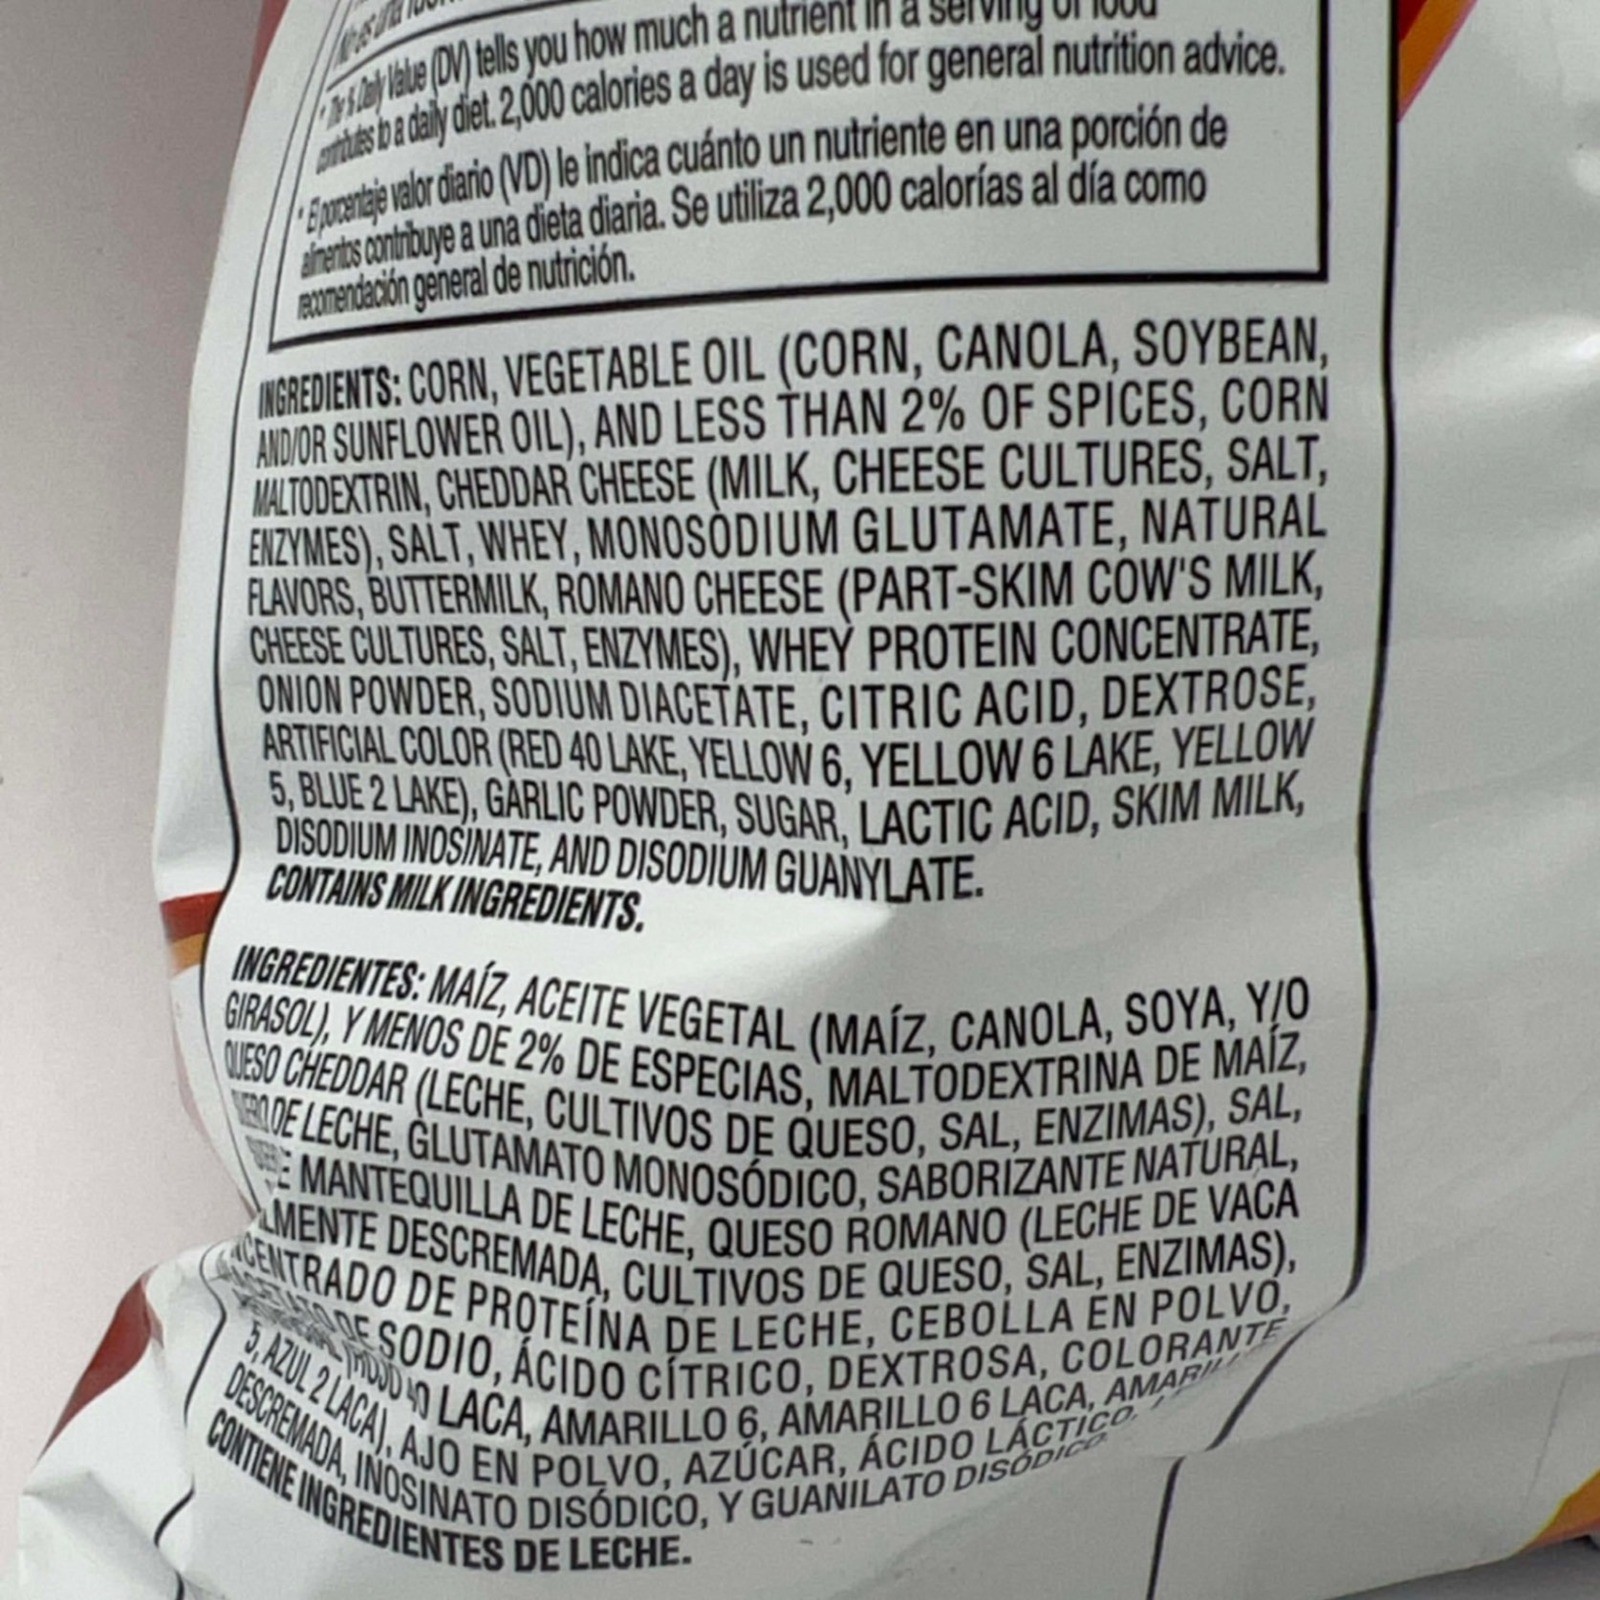 * The % Daily Value (DV) tells you how much a nutrient in a serving of food
contributes to a daily diet. 2,000 calories a day is used for general nutrition advice.
* El porcentaje valor diario (VD) le indica cuánto un nutriente en una porción de
alimentos contribuye a una dieta diaria. Se utiliza 2,000 calorías al día como
recomendación general de nutrición.
INGREDIENTS: CORN, VEGETABLE OIL (CORN, CANOLA, SOYBEAN,
AND/OR SUNFLOWER OIL), AND LESS THAN 2% OF SPICES, CORN
MALTODEXTRIN, CHEDDAR CHEESE (MILK, CHEESE CULTURES, SALT,
ENZYMES), SALT, WHEY, MONOSODIUM GLUTAMATE, NATURAL
FLAVORS, BUTTERMILK, ROMANO CHEESE (PART-SKIM COW'S MILK,
CHEESE CULTURES, SALT, ENZYMES), WHEY PROTEIN CONCENTRATE,
ONION POWDER, SODIUM DIACETATE, CITRIC ACID, DEXTROSE,
ARTIFICIAL COLOR (RED 40 LAKE, YELLOW 6, YELLOW 6 LAKE, YELLOW
5, BLUE 2 LAKE), GARLIC POWDER, SUGAR, LACTIC ACID, SKIM MILK,
DISODIUM INOSINATE, AND DISODIUM GUANYLATE.
CONTAINS MILK INGREDIENTS.
INGREDIENTES: MAÍZ, ACEITE VEGETAL (MAÍZ, CANOLA, SOYA, Y/O
GIRASOL), Y MENOS DE 2% DE ESPECIAS, MALTODEXTRINA DE MAÍZ,
QUESO CHEDDAR (LECHE, CULTIVOS DE QUESO, SAL, ENZIMAS), SAL,
DE LECHE, GLUTAMATO MONOSÓDICO, SABORIZANTE NATURAL,
MANTEQUILLA DE LECHE, QUESO ROMANO (LECHE DE VACA
DESCREMADA, CULTIVOS DE QUESO, SAL, ENZIMAS),
DE PROTEÍNA DE LECHE, CEBOLLA EN POLVO,
DE SODIO, ÁCIDO CÍTRICO, DEXTROSA, COLORANTE
40 LACA, AMARILLO 6, AMARILLO 6 LACA,
5, AZUL 2 LACA), AJO EN POLVO, AZÚCAR, ÁCIDO LÁCTICO,
DESCREMADA, INOSINATO DISÓDICO, Y GUANILATO DISÓDICO
CONTIENE INGREDIENTES DE LECHE.